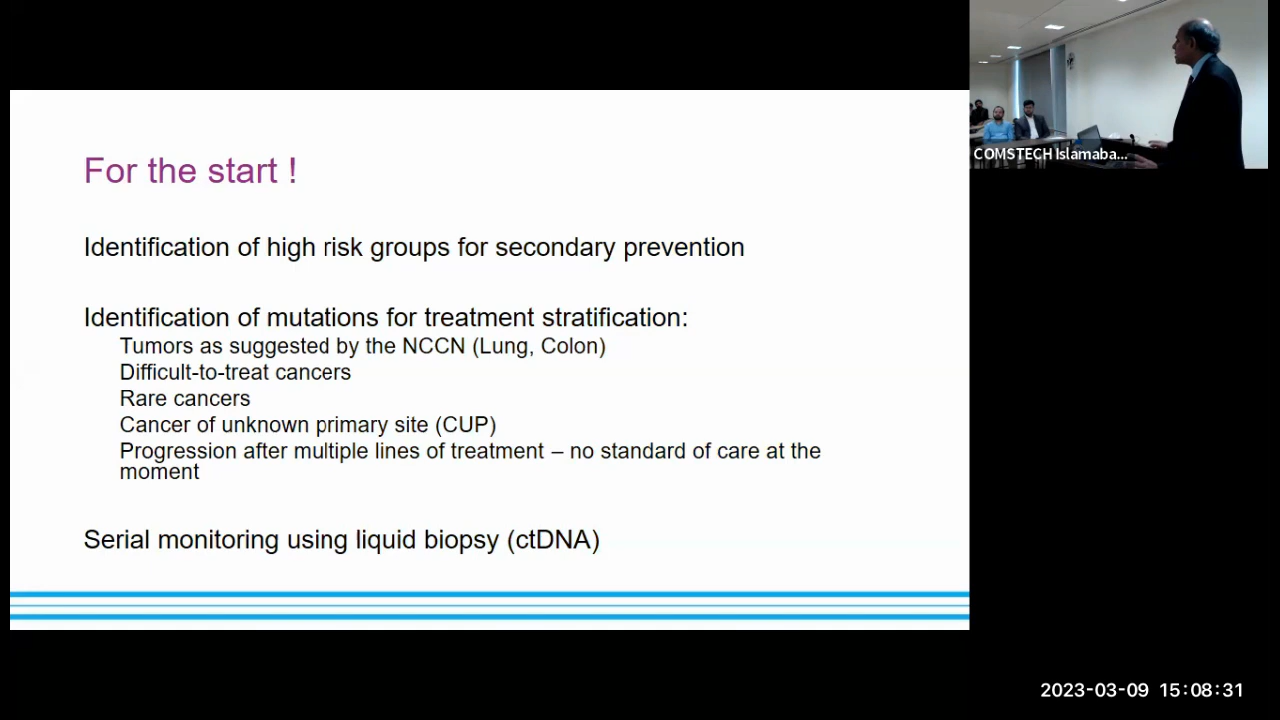 For the start !
Identification of high risk groups for secondary prevention
Identification of mutations for treatment stratification:
Tumors as suggested by the NCCN (Lung, Colon)
Difficult-to-treat cancers
Rare cancers
Cancer of unknown primary site (CUP)
Progression after multiple lines of treatment – no standard of care at the
moment
Serial monitoring using liquid biopsy (ctDNA)
COMSTECH Islamaba...
2023-03-09 15:08:31